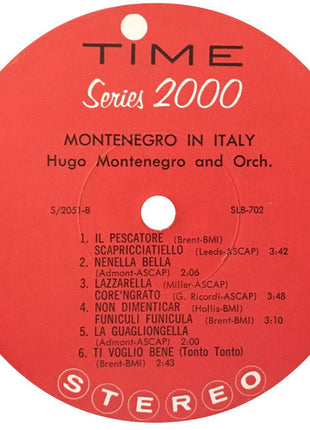 TIME
Series 2000
MONTENEGRO IN ITALY
Hugo Montenegro and Orch.
S/2051-B SLB-702
1. IL PESCATORE (Brent-BMI)
SCAPRICCIATIELLO (Leeds-ASCAP) 3:42
2. NENELLA BELLA
(Admont-ASCAP) 2:06
3. LAZZARELLA (Miller-ASCAP)
CORE'NGRATO (G. Ricordi-ASCAP) 3:48
4. NON DIMENTICAR (Hollis-BMI)
FUNICULI FUNICULA (Brent-BMI) 3:10
5. LA GUAGLIONGELLA
(Admont-ASCAP) 2:00
6. TI VOGLIO BENE (Tonto Tonto)
(Brent-BMI) 2:43
STEREO